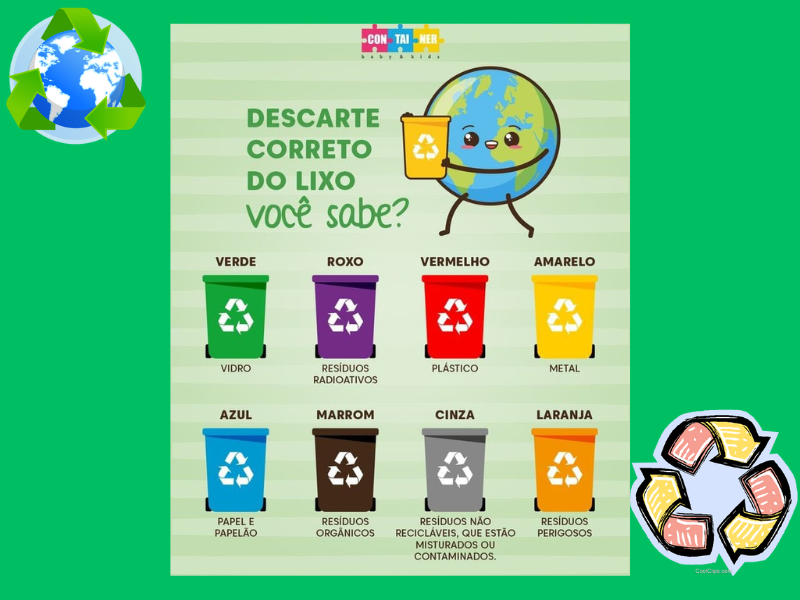 CON TAI NER
baby & kids
DESCARTE
CORRETO
DO LIXO
você sabe?
VERDE
ROXO
VERMELHO
AMARELO
VIDRO
RESÍDUOS
RADIOATIVOS
PLÁSTICO
METAL
AZUL
MARROM
CINZA
LARANJA
PAPEL E
PAPELÃO
RESÍDUOS
ORGÂNICOS
RESÍDUOS NÃO
RECICLÁVEIS, QUE ESTÃO
MISTURADOS OU
CONTAMINADOS.
RESÍDUOS
PERIGOSOS